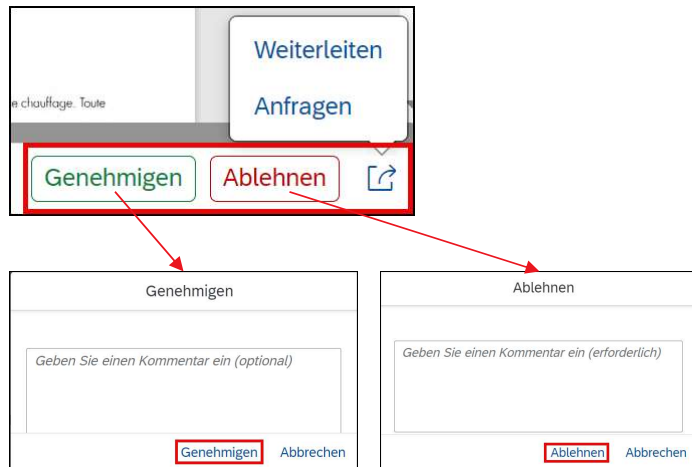 Weiterleiten
Anfragen
e chauffage. Toute
Genehmigen Ablehnen
Genehmigen
Geben Sie einen Kommentar ein (optional)
Genehmigen Abbrechen
Ablehnen
Geben Sie einen Kommentar ein (erforderlich)
Ablehnen Abbrechen